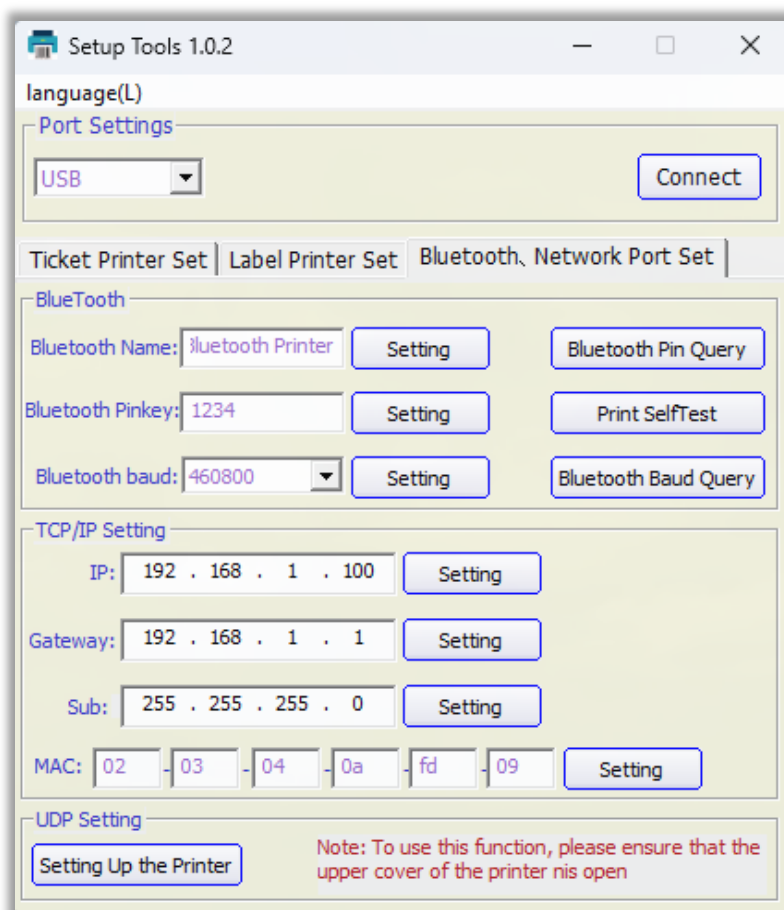 Setup Tools 1.0.2
language(L)
Port Settings
USB
Connect
Ticket Printer Set
Label Printer Set
Bluetooth、Network Port Set
BlueTooth
Bluetooth Name: Bluetooth Printer Setting Bluetooth Pin Query
Bluetooth Pinkey: 1234 Setting Print SelfTest
Bluetooth baud: 460800 Setting Bluetooth Baud Query
TCP/IP Setting
IP: 192 . 168 . 1 . 100 Setting
Gateway: 192 . 168 . 1 . 1 Setting
Sub: 255 . 255 . 255 . 0 Setting
MAC: 02 - 03 - 04 - 0a - fd - 09 Setting
UDP Setting
Setting Up the Printer
Note: To use this function, please ensure that the
upper cover of the printer nis open